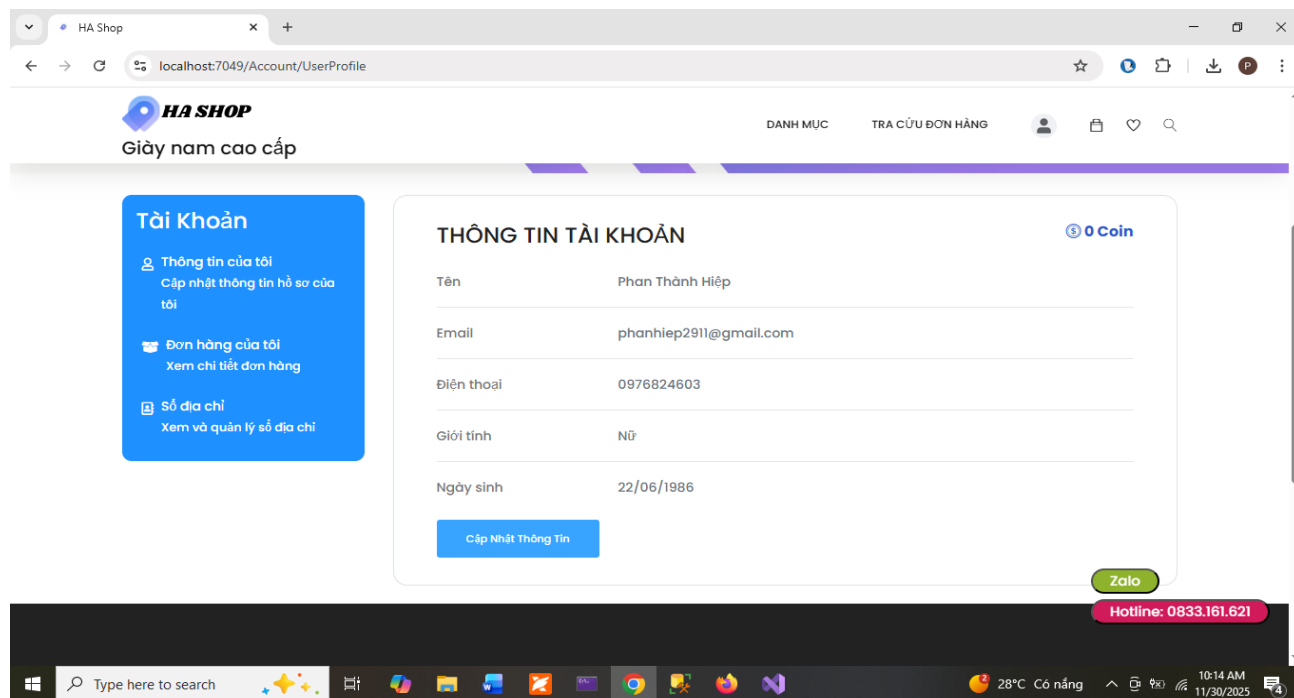 HA Shop
localhost:7049/Account/UserProfile
P
HA SHOP
Giày nam cao cấp
DANH MỤC
TRA CỨU ĐƠN HÀNG
Tài Khoản
Thông tin của tôi
Cập nhật thông tin hồ sơ của
tôi
Đơn hàng của tôi
Xem chi tiết đơn hàng
Sổ địa chỉ
Xem và quản lý sổ địa chỉ
THÔNG TIN TÀI KHOẢN
0 Coin
Tên Phan Thành Hiệp
Email phanhiep2911@gmail.com
Điện thoại 0976824603
Giới tính Nữ
Ngày sinh 22/06/1986
Cập Nhật Thông Tin
Zalo
Hotline: 0833.161.621
Type here to search
2
28°C Có nắng
10:14 AM
11/30/2025
4